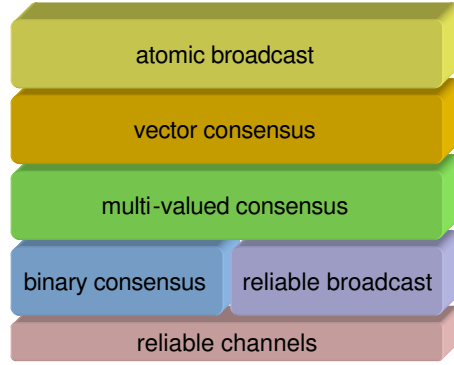 atomic broadcast
vector consensus
multi-valued consensus
binary consensus
reliable broadcast
reliable channels